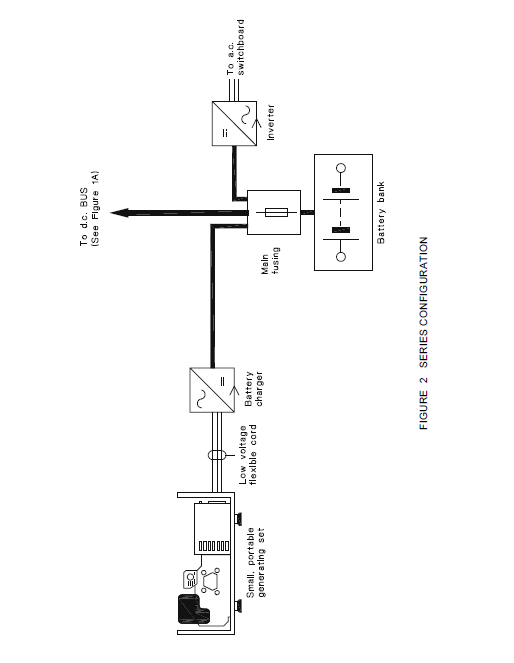 Small, portable
generating set
Low voltage
flexible cord
Battery
charger
To d.c. BUS
(See Figure 1A)
Main
fusing
Battery bank
Inverter
To a.c.
switchboard
FIGURE 2 SERIES CONFIGURATION